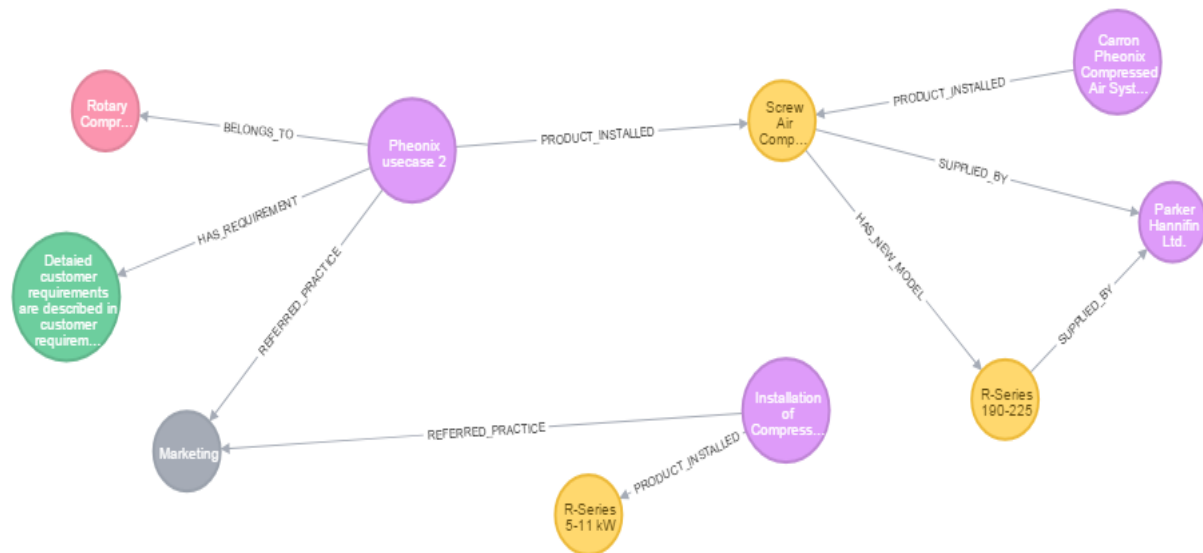 Carron
Pheonix
Compressed
Air Syst...
PRODUCT_INSTALLED
Rotary
Compr...
BELONGS_TO
Pheonix
usecase 2
PRODUCT_INSTALLED
Screw
Air
Comp...
SUPPLIED_BY
Parker
Hannifin
Ltd.
HAS_REQUIREMENT
Detaied
customer
requirements
are described in
customer
requirem...
REFERRED_PRACTICE
HAS_NEW_MODEL
SUPPLIED_BY
R-Series
190-225
Installation
of
Compress...
REFERRED_PRACTICE
Marketing
PRODUCT_INSTALLED
R-Series
5-11 kW